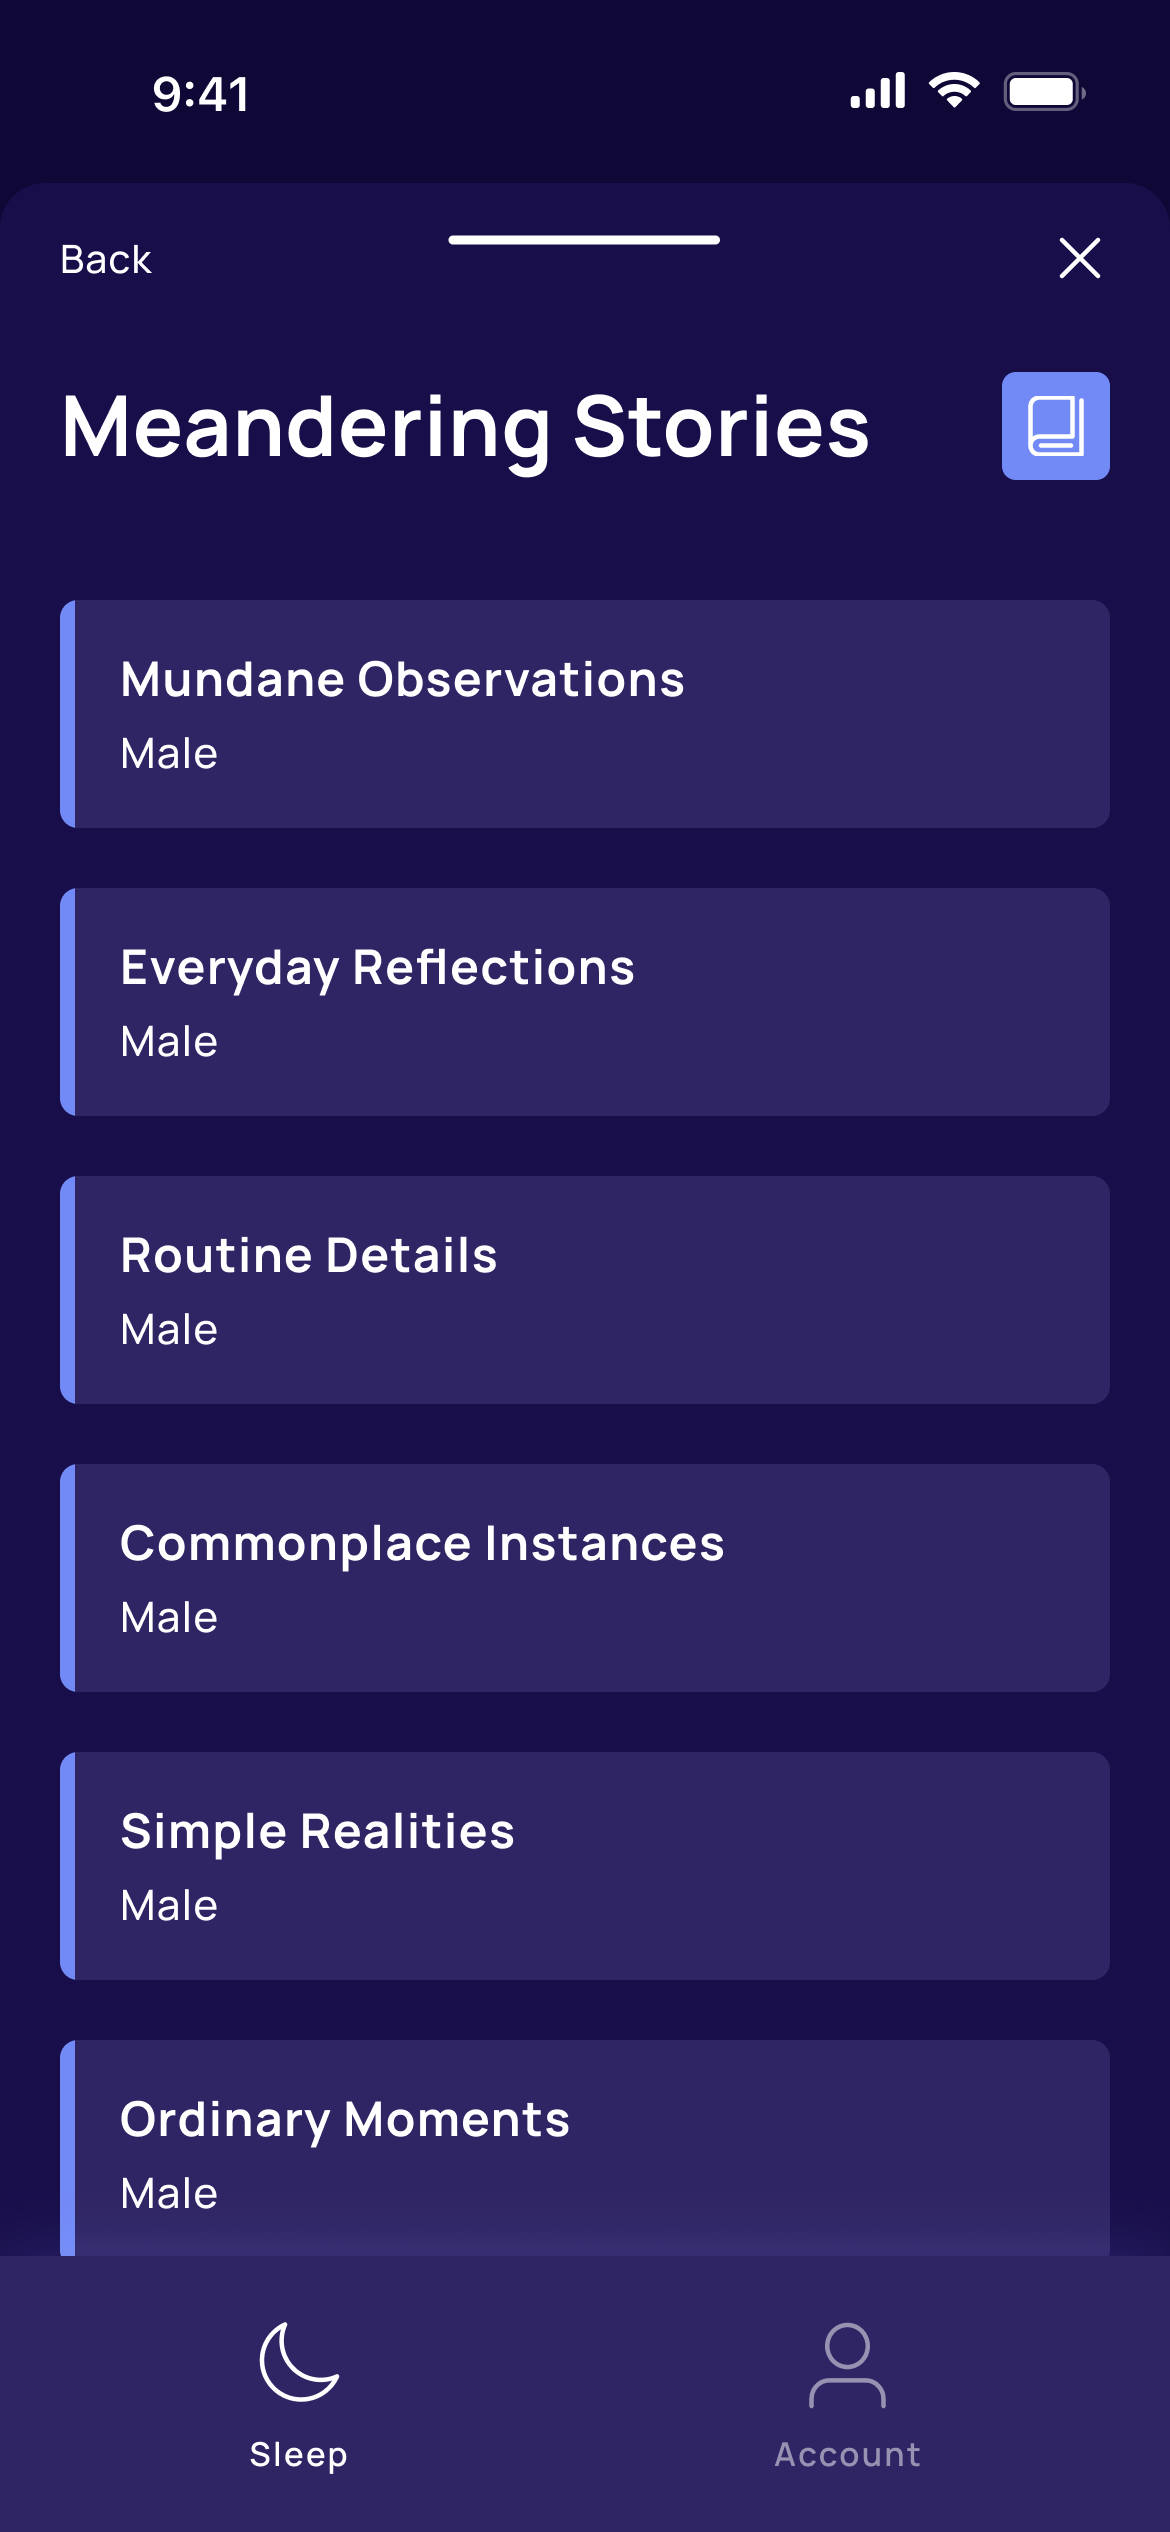 9:41
Back
Meandering Stories
Mundane Observations
Male
Everyday Reflections
Male
Routine Details
Male
Commonplace Instances
Male
Simple Realities
Male
Ordinary Moments
Male
Sleep
Account